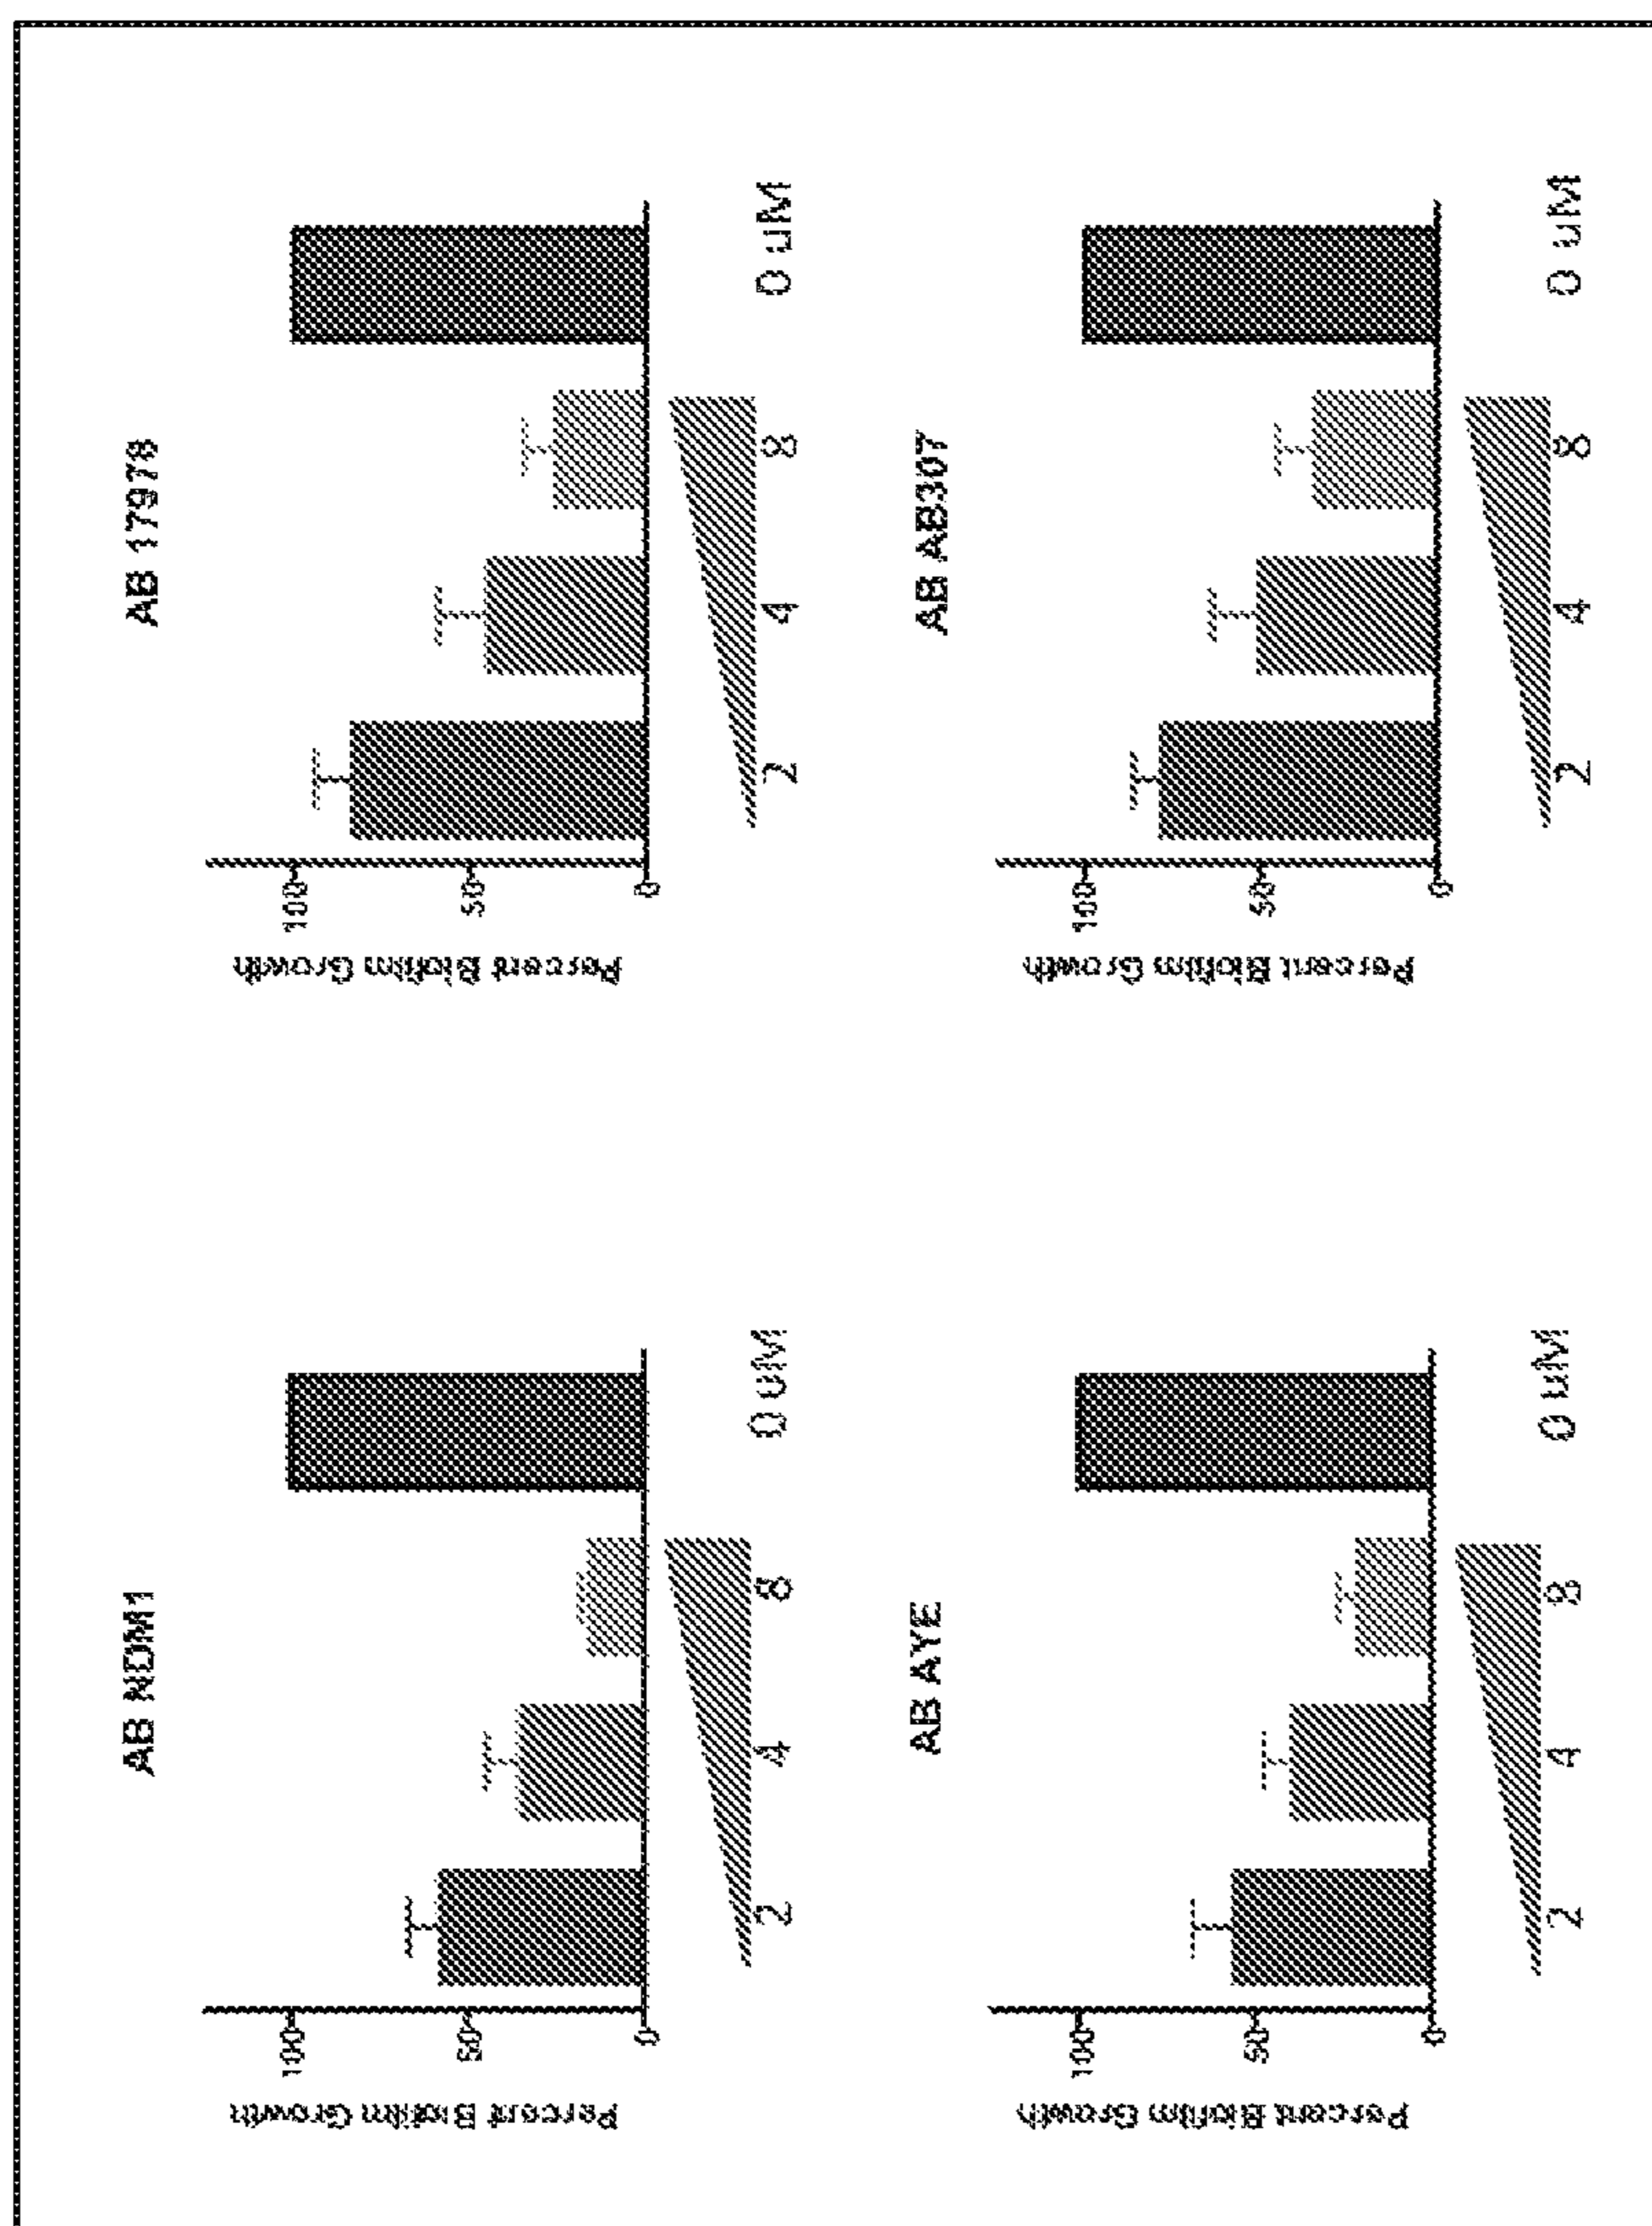 AB NDM1
Percent Biofilm Growth
100
50
0
2 4 8 0 uM
AB 17978
Percent Biofilm Growth
100
50
0
2 4 8 0 uM
AB AYE
Percent Biofilm Growth
100
50
0
2 4 8 0 uM
AB AB307
Percent Biofilm Growth
100
50
0
2 4 8 0 uM